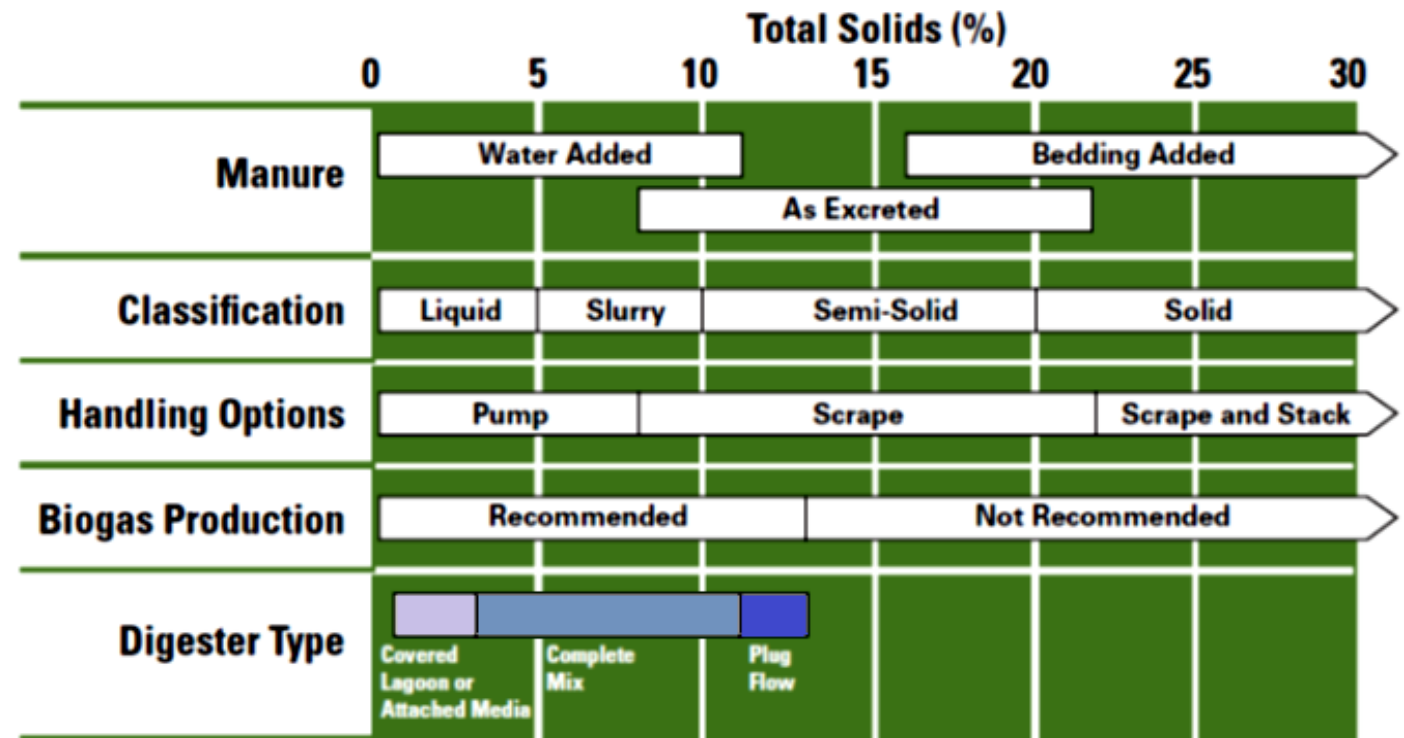 Total Solids (%)
0 5 10 15 20 25 30
Manure
Water Added
Bedding Added
As Excreted
Classification
Liquid
Slurry
Semi-Solid
Solid
Handling Options
Pump
Scrape
Scrape and Stack
Biogas Production
Recommended
Not Recommended
Digester Type
Covered
Lagoon or
Attached Media
Complete
Mix
Plug
Flow